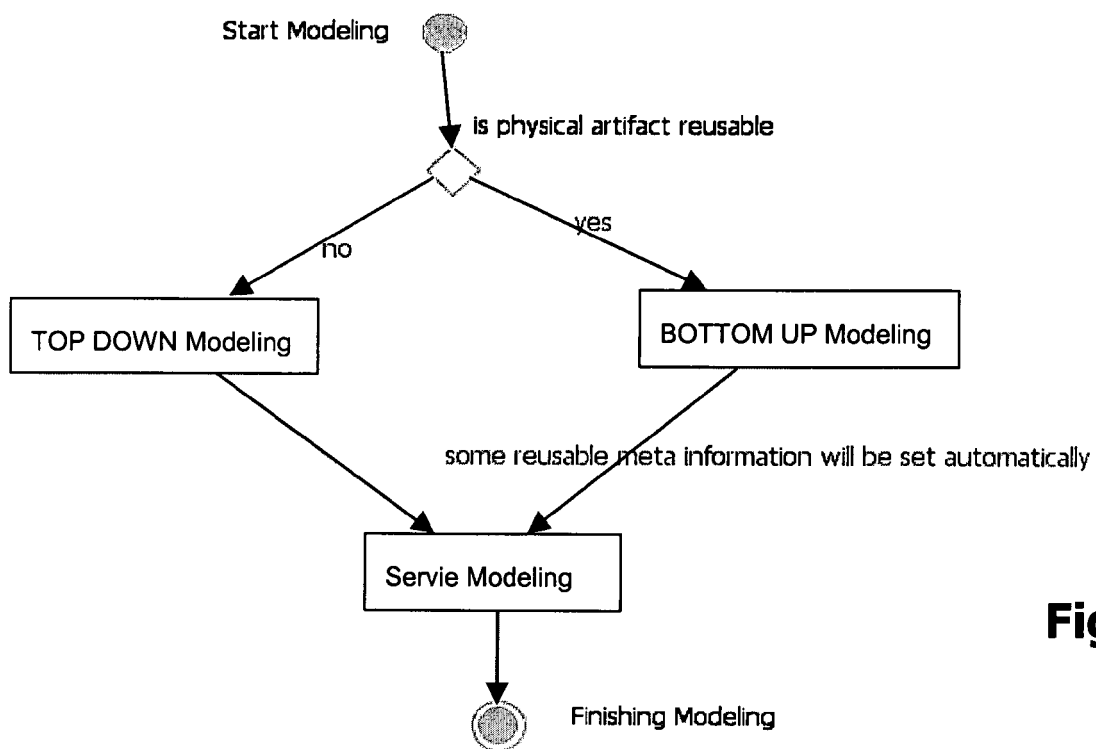 Start Modeling
is physical artifact reusable
no
yes
TOP DOWN Modeling
BOTTOM UP Modeling
some reusable meta information will be set automatically
Servie Modeling
Fig
Finishing Modeling